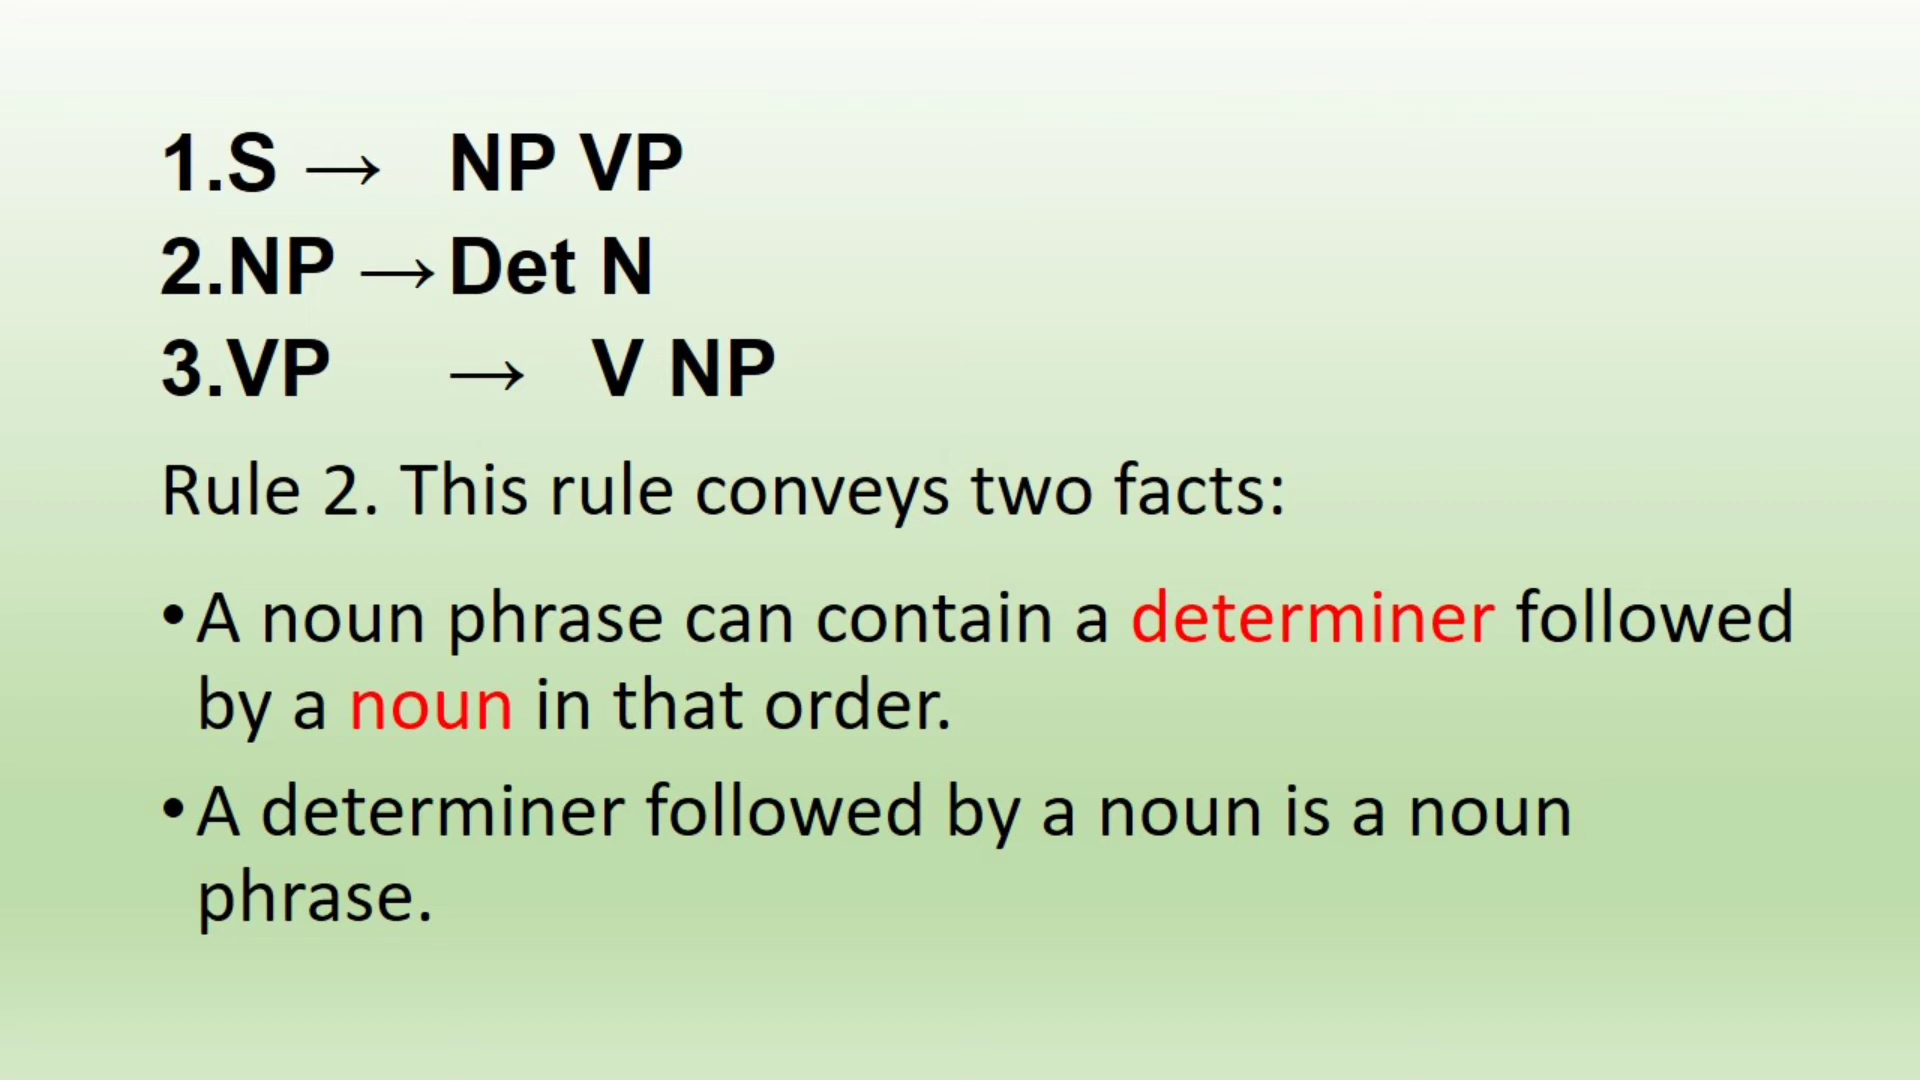 1.S → NP VP
2.NP → Det N
3.VP → V NP
Rule 2. This rule conveys two facts:
•A noun phrase can contain a determiner followed
by a noun in that order.
•A determiner followed by a noun is a noun
phrase.